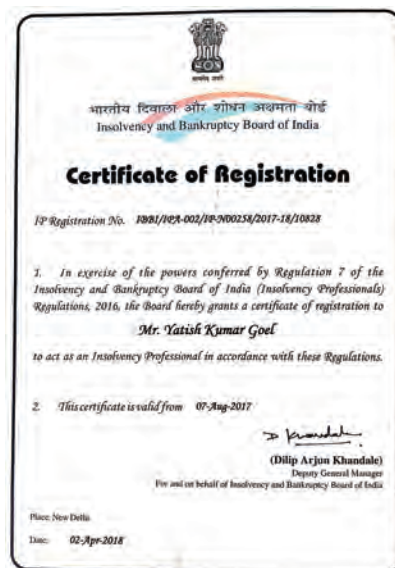 भारतीय दिवाला और शोधन अक्षमता बोर्ड
Insolvency and Bankruptcy Board of India
Certificate of Registration
IP Registration No. IBBI/IPA-002/IP-N00258/2017-18/10828
1. In exercise of the powers conferred by Regulation 7 of the
Insolvency and Bankruptcy Board of India (Insolvency Professionals)
Regulations, 2016, the Board hereby grants a certificate of registration to
Mr. Yatish Kumar Goel
to act as an Insolvency Professional in accordance with these Regulations.
2. This certificate is valid from 07-Aug-2017
(Dilip Arjun Khandale)
Deputy General Manager
For and on behalf of Insolvency and Bankruptcy Board of India
Place: New Delhi
Date: 02-Apr-2018